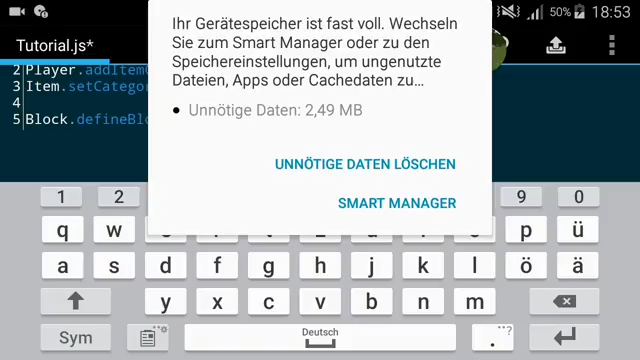 50% 18:53
Tutorial.js*
Ihr Gerätespeicher ist fast voll. Wechseln
Sie zum Smart Manager oder zu den
Speichereinstellungen, um ungenutzte
Dateien, Apps oder Cachedaten zu…
• Unnötige Daten: 2,49 MB
UNNÖTIGE DATEN LÖSCHEN
SMART MANAGER
2 Player.addItem
3 Item.setCatego
4
5 Block.defineBlo
1 2 9 0
q w p ü
a s d f g h j k l ö ä
y x c v b n m
Sym Deutsch . ?